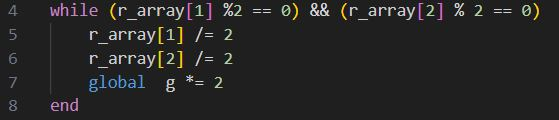 4 while (r_array[1] %2 == 0) && (r_array[2] % 2 == 0)
5 r_array[1] /= 2
6 r_array[2] /= 2
7 global  g *= 2
8 end